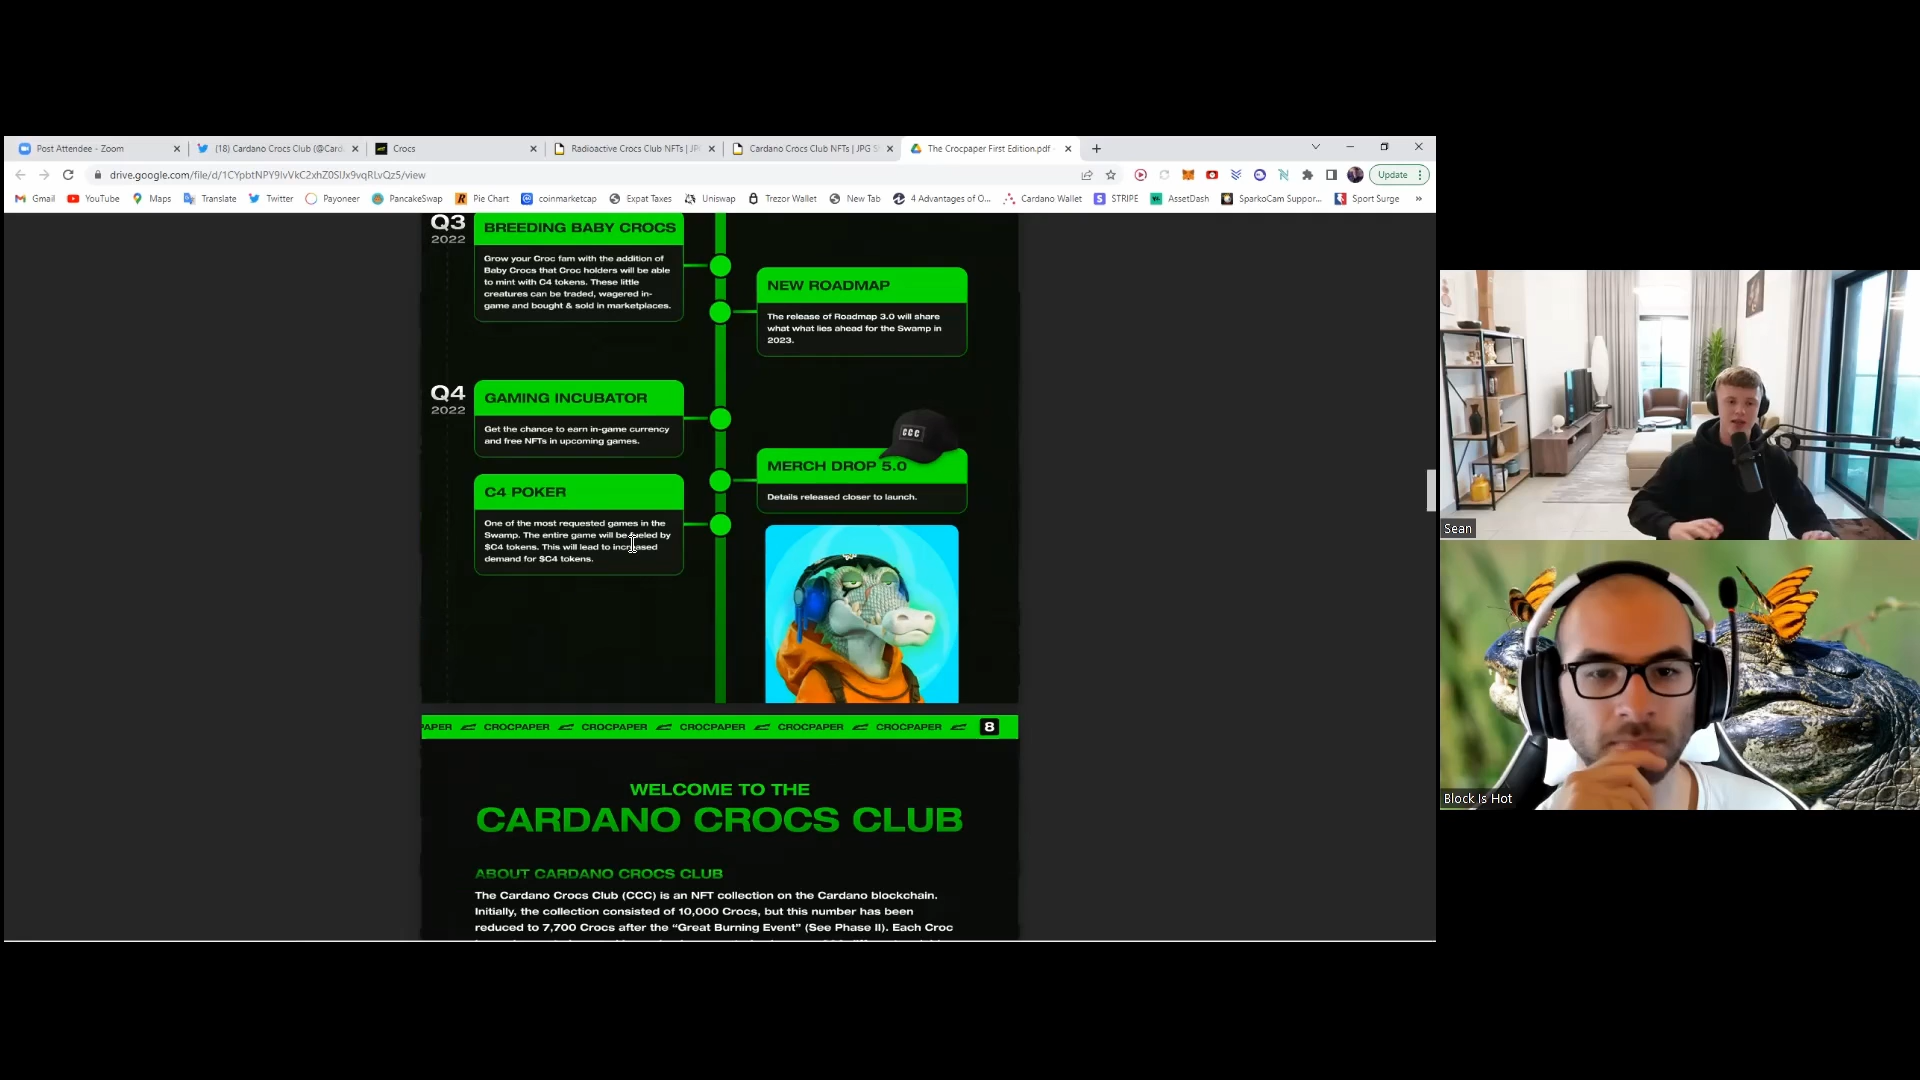 Post Attendee - Zoom
(18) Cardano Crocs Club (@Card
Crocs
Radioactive Crocs Club NFTs | JP
Cardano Crocs Club NFTs | JPG S
The Crocpaper First Edition.pdf -
Update
Gmail
YouTube
Maps
Translate
Twitter
Payoneer
PancakeSwap
Pie Chart
coinmarketcap
Expat Taxes
Uniswap
Trezor Wallet
New Tab
4 Advantages of O...
Cardano Wallet
STRIPE
AssetDash
SparkoCam Suppor...
Sport Surge
»
Q3
2022
BREEDING BABY CROCS
Grow your Croc fam with the addition of
Baby Crocs that Croc holders will be able
to mint with C4 tokens. These little
creatures can be traded, wagered in-
game and bought & sold in marketplaces.
NEW ROADMAP
The release of Roadmap 3.0 will share
what what lies ahead for the Swamp in
2023.
Q4
2022
GAMING INCUBATOR
Get the chance to earn in-game currency
and free NFTs in upcoming games.
CCC
MERCH DROP 5.0
Details released closer to launch.
C4 POKER
One of the most requested games in the
Swamp. The entire game will be fueled by
$C4 tokens. This will lead to increased
demand for $C4 tokens.
APER CROCPAPER CROCPAPER CROCPAPER CROCPAPER CROCPAPER 8
WELCOME TO THE
CARDANO CROCS CLUB
ABOUT CARDANO CROCS CLUB
The Cardano Crocs Club (CCC) is an NFT collection on the Cardano blockchain.
Initially, the collection consisted of 10,000 Crocs, but this number has been
reduced to 7,700 Crocs after the “Great Burning Event” (See Phase II). Each Croc
Sean
Block is Hot